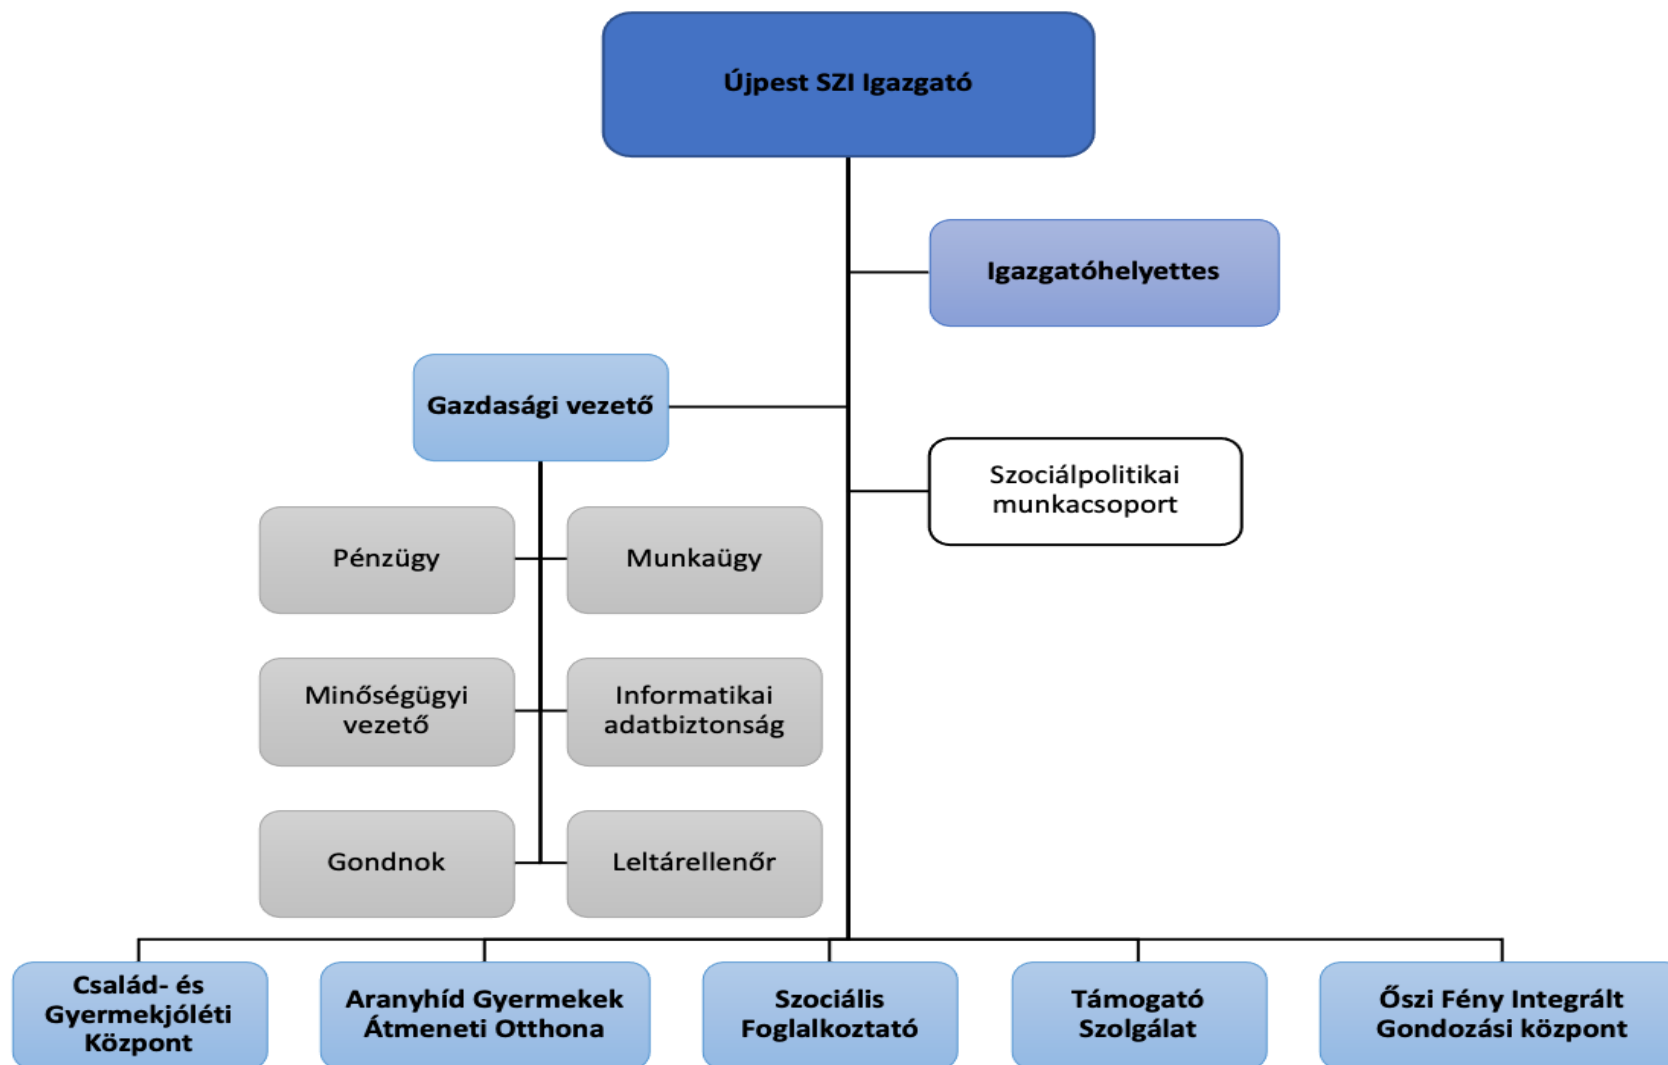 Újpest SZI Igazgató
Igazgatóhelyettes
Gazdasági vezető
Szociálpolitikai
munkacsoport
Pénzügy
Munkaügy
Minőségügyi
vezető
Informatikai
adatbiztonság
Gondnok
Leltárellenőr
Család- és
Gyermekjóléti
Központ
Aranyhíd Gyermekek
Átmeneti Otthona
Szociális
Foglalkoztató
Támogató
Szolgálat
Őszi Fény Integrált
Gondozási központ